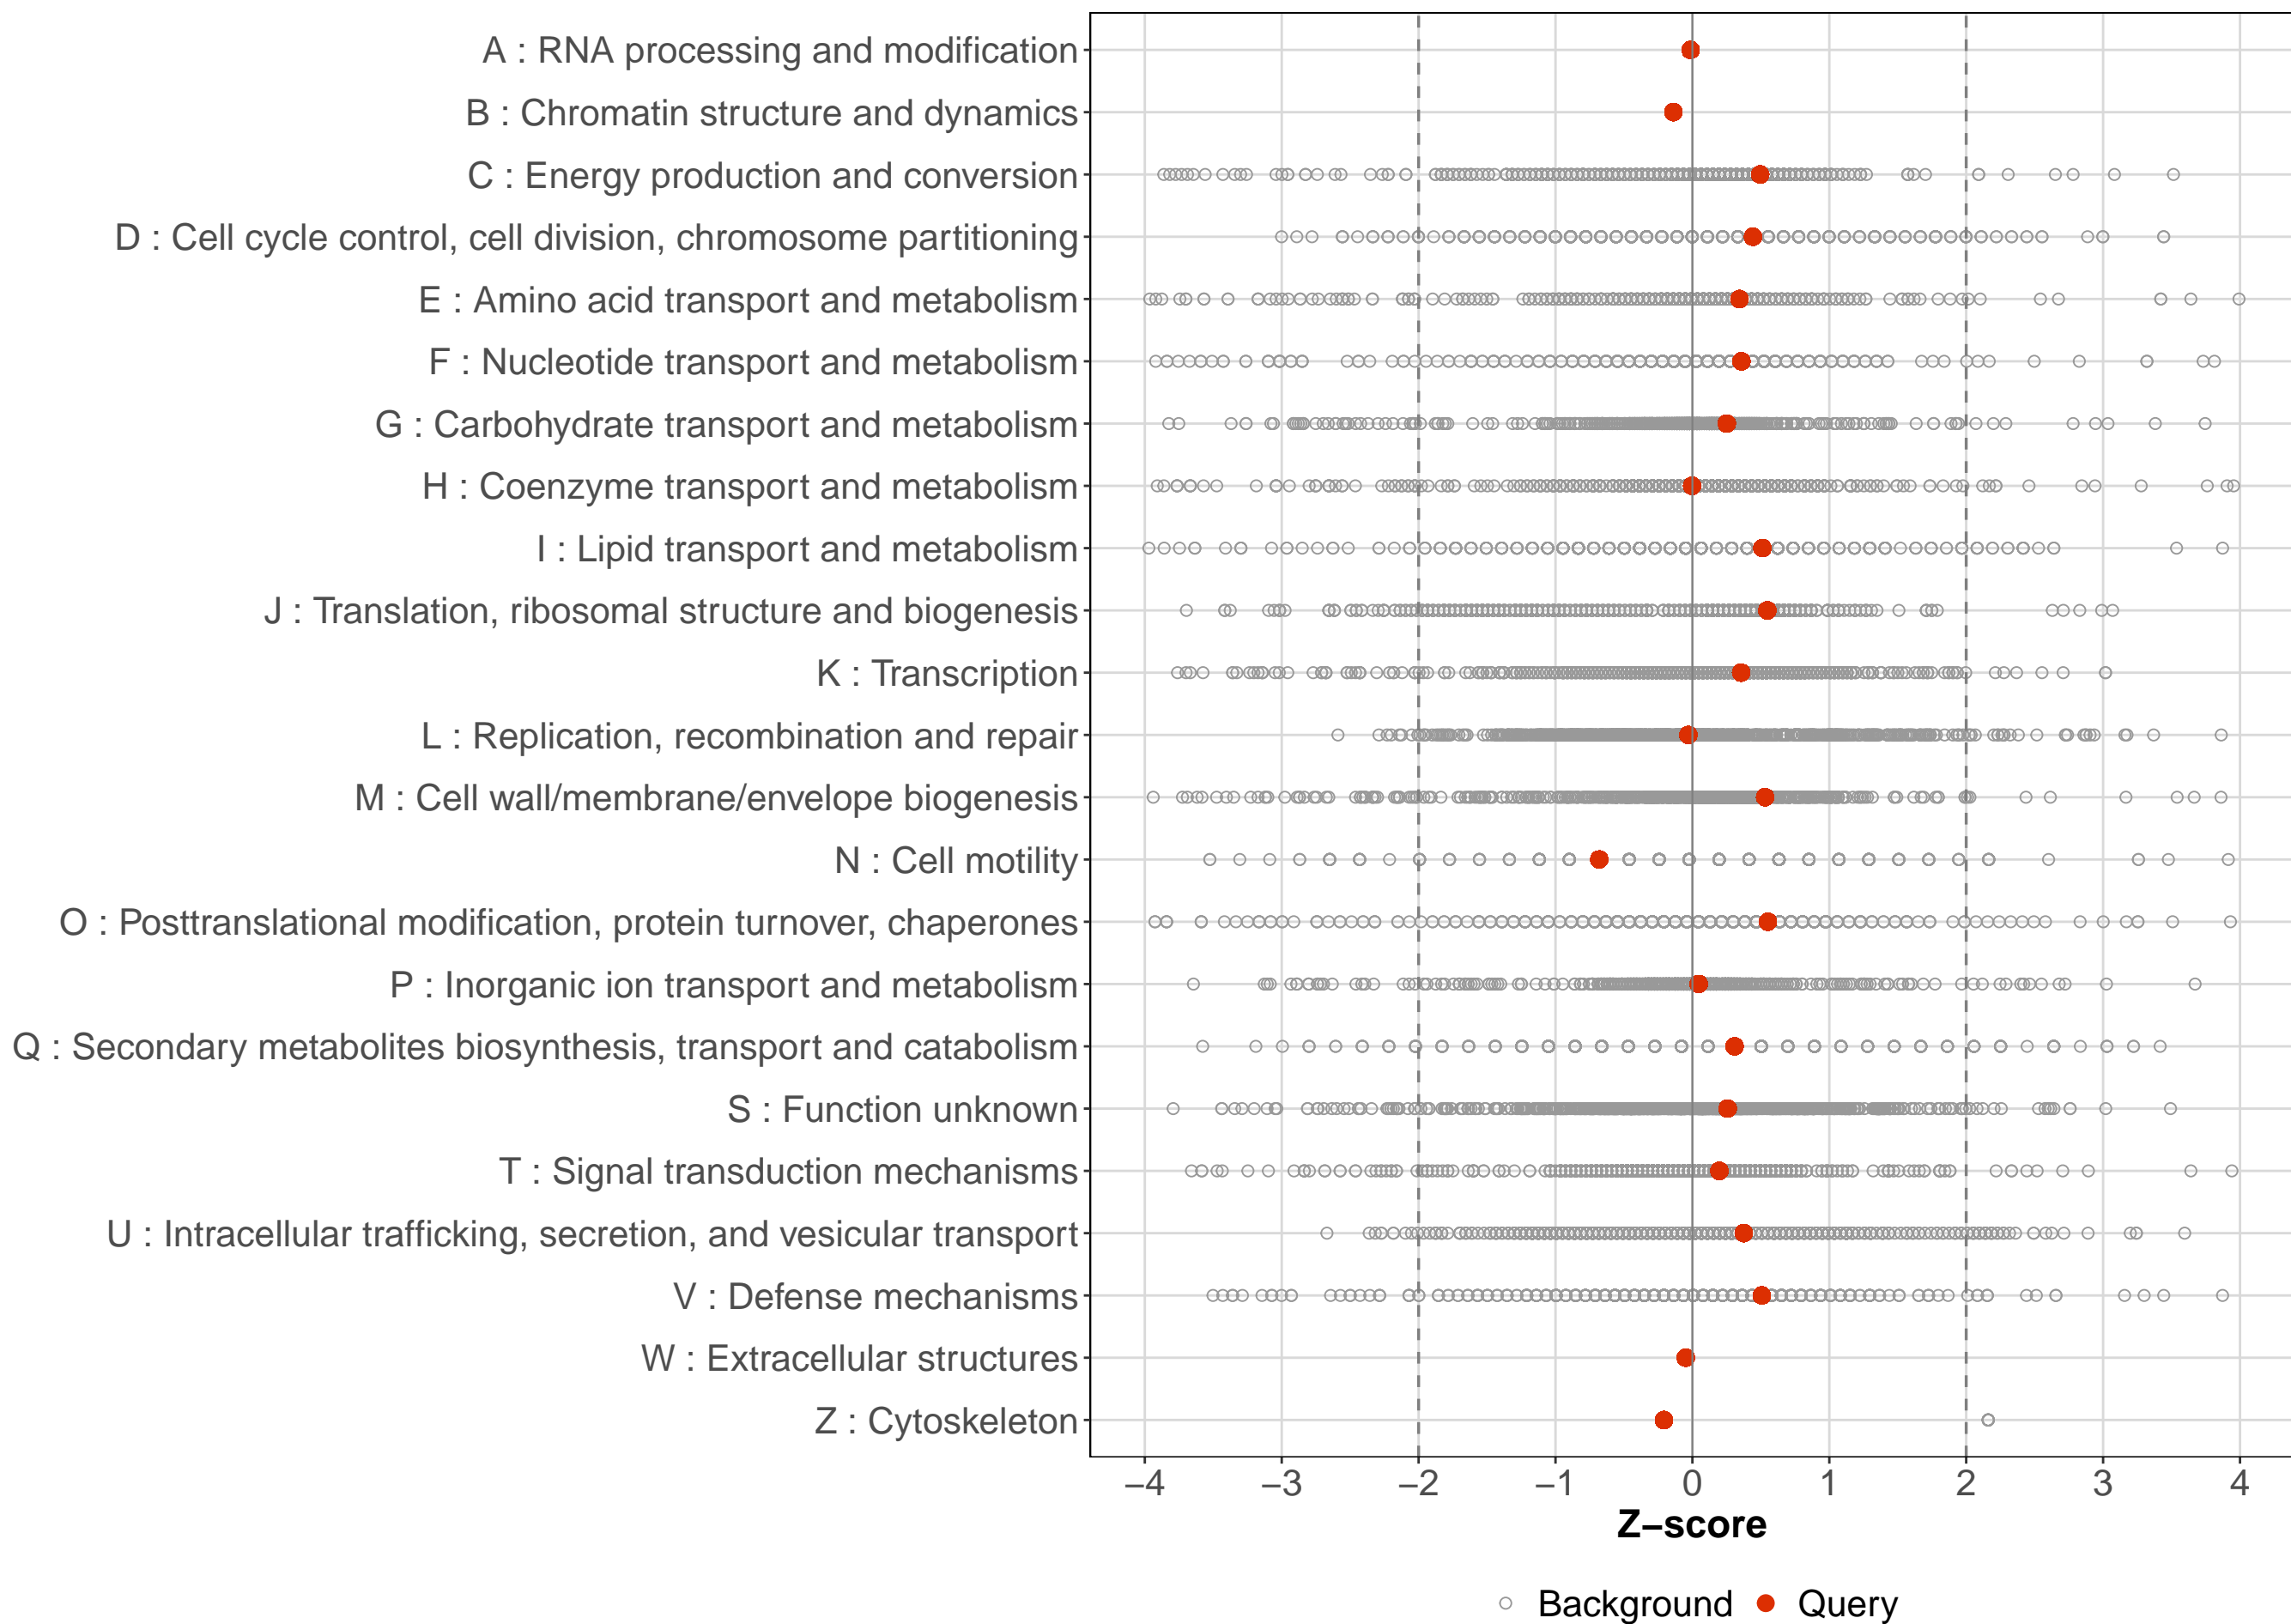 A : RNA processing and modification
B : Chromatin structure and dynamics
C : Energy production and conversion
D : Cell cycle control, cell division, chromosome partitioning
E : Amino acid transport and metabolism
F : Nucleotide transport and metabolism
G : Carbohydrate transport and metabolism
H : Coenzyme transport and metabolism
I : Lipid transport and metabolism
J : Translation, ribosomal structure and biogenesis
K : Transcription
L : Replication, recombination and repair
M : Cell wall/membrane/envelope biogenesis
N : Cell motility
O : Posttranslational modification, protein turnover, chaperones
P : Inorganic ion transport and metabolism
Q : Secondary metabolites biosynthesis, transport and catabolism
S : Function unknown
T : Signal transduction mechanisms
U : Intracellular trafficking, secretion, and vesicular transport
V : Defense mechanisms
W : Extracellular structures
Z : Cytoskeleton
−4 −3 −2 −1 0 1 2 3 4
Z−score
Background Query